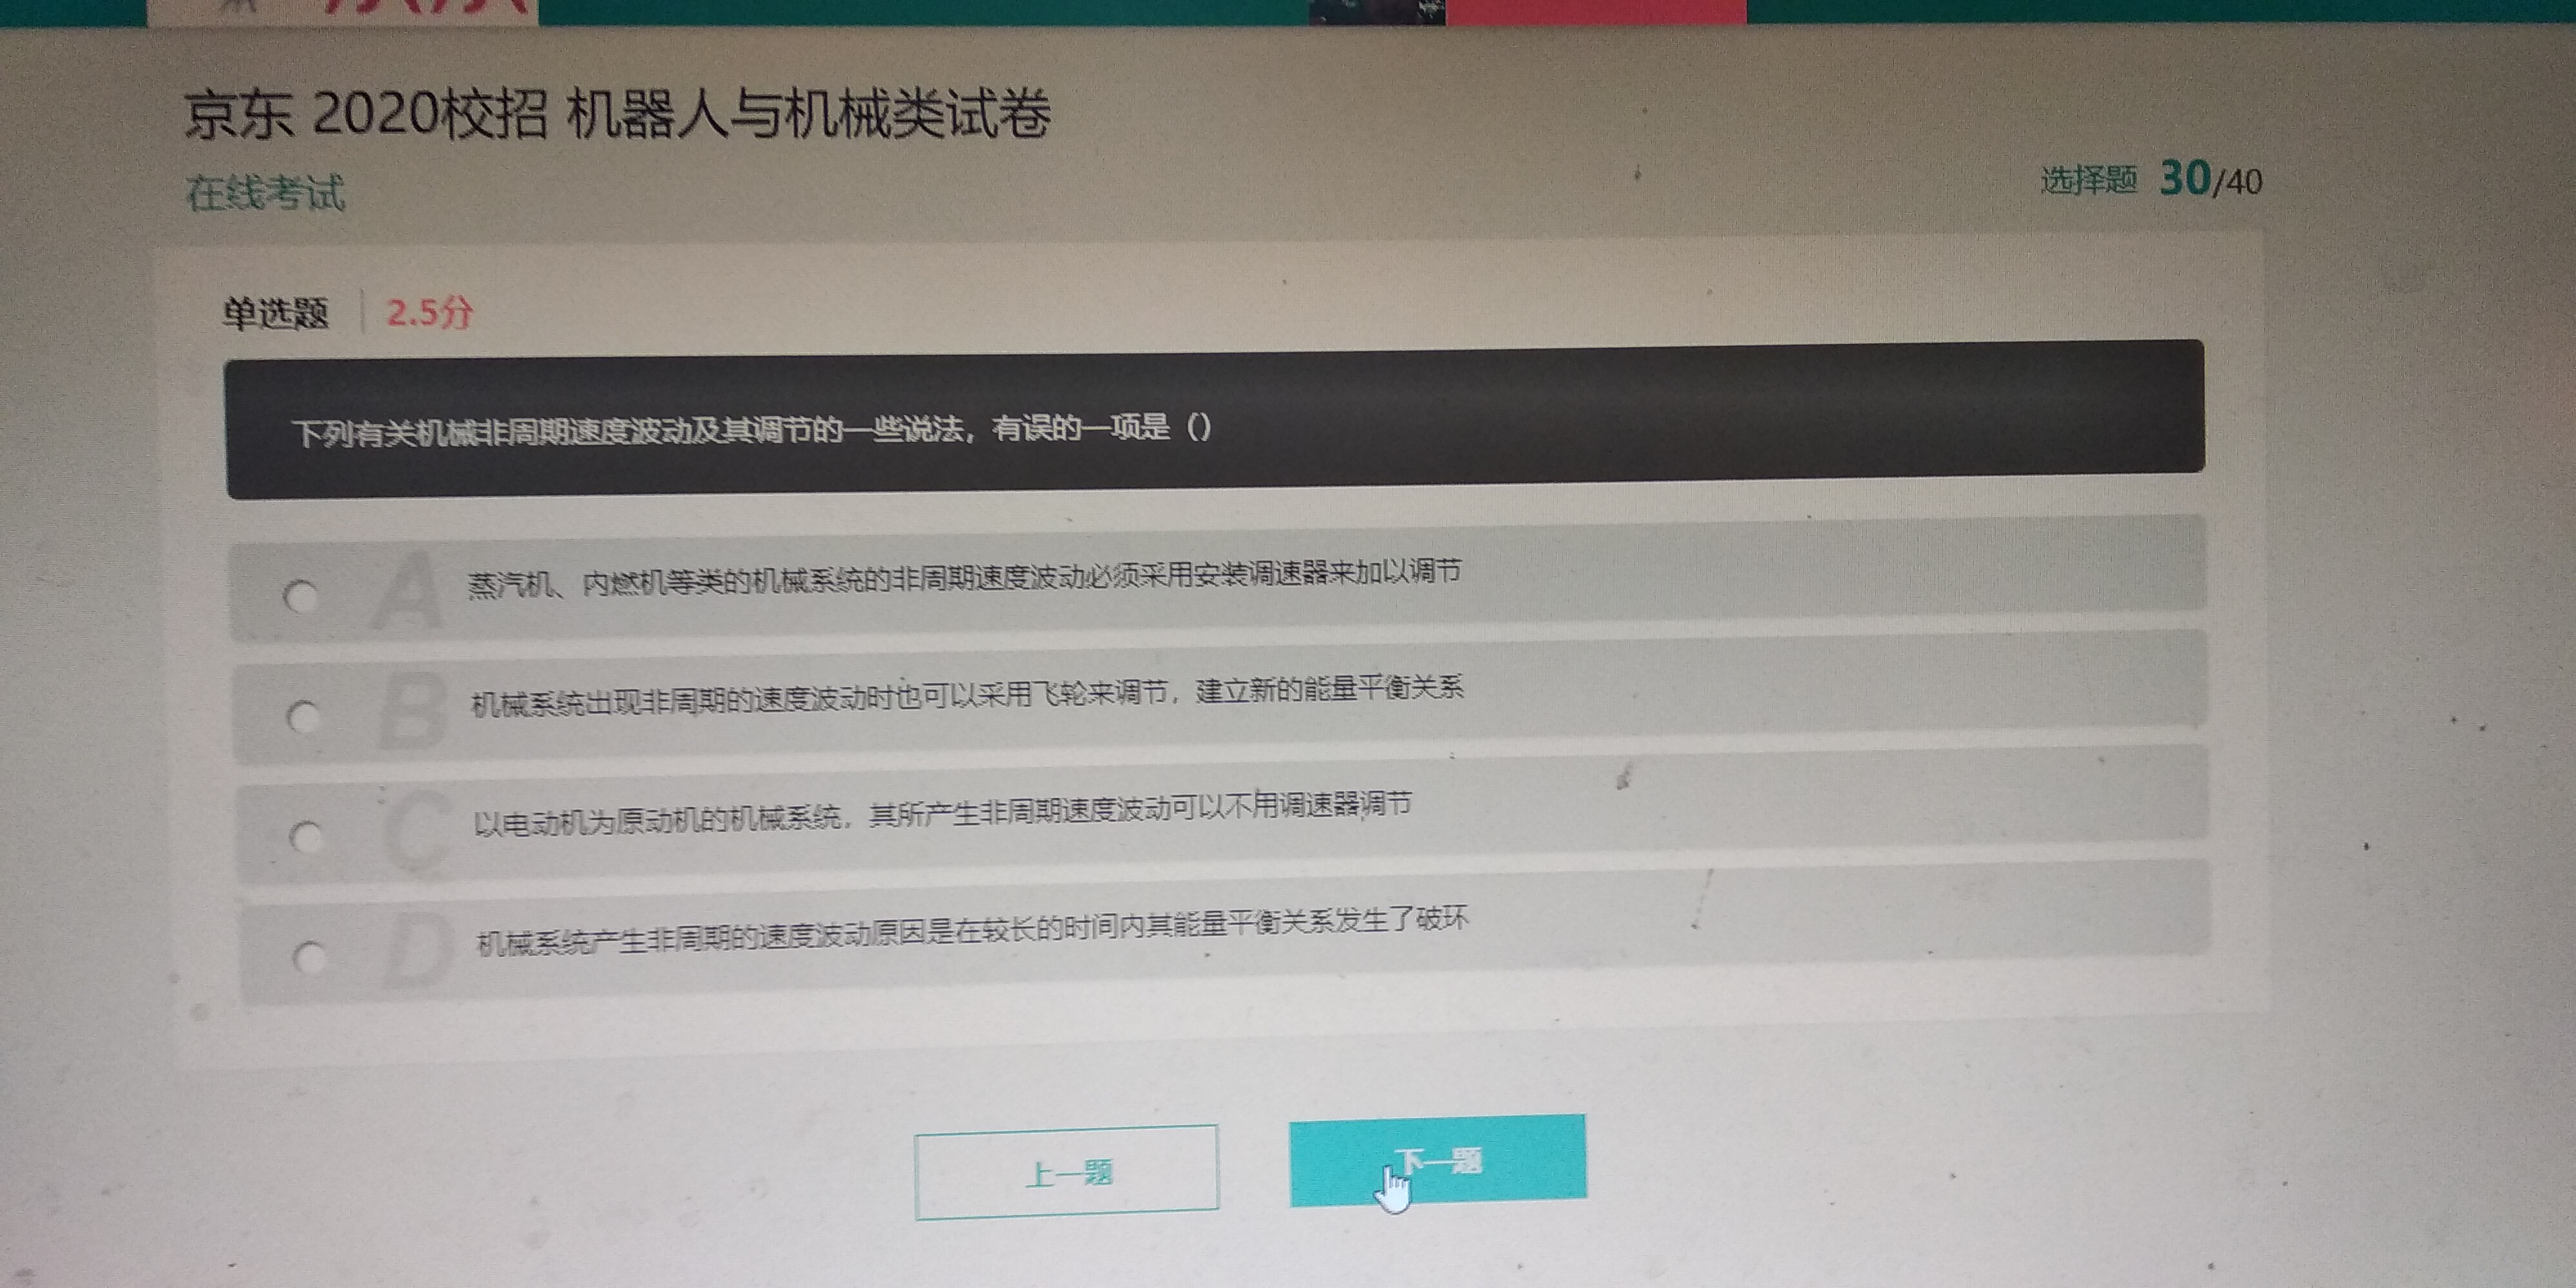 京东 2020校招 机器人与机械类试卷
在线考试
选择题 30/40
单选题 2.5分
下列有关机械非周期速度波动及其调节的一些说法，有误的一项是（）
A 蒸汽机、内燃机等类的机械系统的非周期速度波动必须采用安装调速器来加以调节
B 机械系统出现非周期的速度波动时也可以采用飞轮来调节，建立新的能量平衡关系
C 以电动机为原动机的机械系统，其所产生非周期速度波动可以不用调速器调节
D 机械系统产生非周期的速度波动原因是在较长的时间内其能量平衡关系发生了破环
上一题
下一题